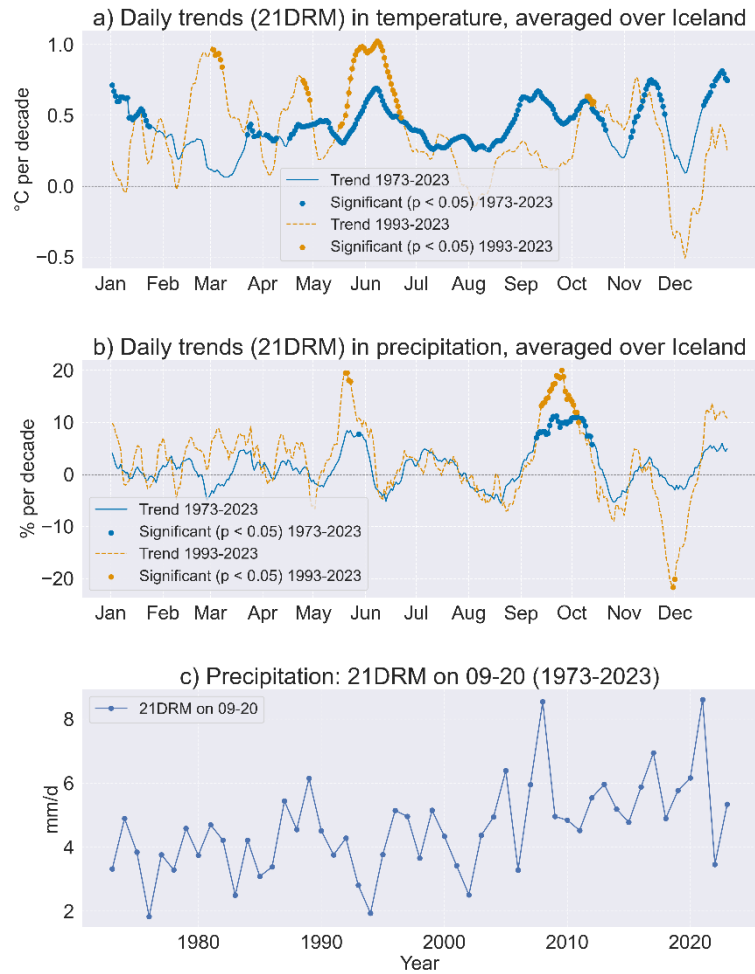 a) Daily trends (21DRM) in temperature, averaged over Iceland
°C per decade
1.0
0.5
0.0
−0.5
Trend 1973-2023
Significant (p < 0.05) 1973-2023
Trend 1993-2023
Significant (p < 0.05) 1993-2023
Jan Feb Mar Apr May Jun Jul Aug Sep Oct Nov Dec
b) Daily trends (21DRM) in precipitation, averaged over Iceland
% per decade
20
10
0
−10
−20
Trend 1973-2023
Significant (p < 0.05) 1973-2023
Trend 1993-2023
Significant (p < 0.05) 1993-2023
Jan Feb Mar Apr May Jun Jul Aug Sep Oct Nov Dec
c) Precipitation: 21DRM on 09-20 (1973-2023)
21DRM on 09-20
mm/d
8
6
4
2
1980 1990 2000 2010 2020
Year